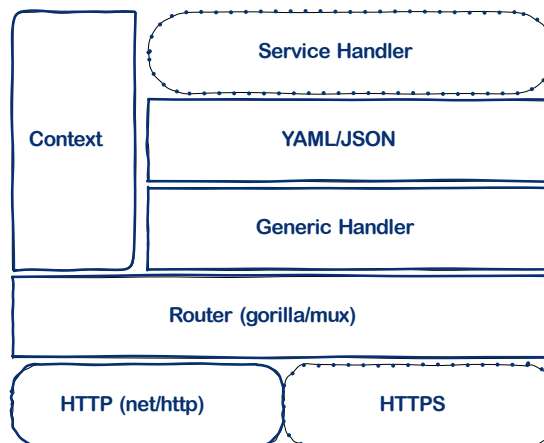 Service Handler
Context
YAML/JSON
Generic Handler
Router (gorilla/mux)
HTTP (net/http)
HTTPS